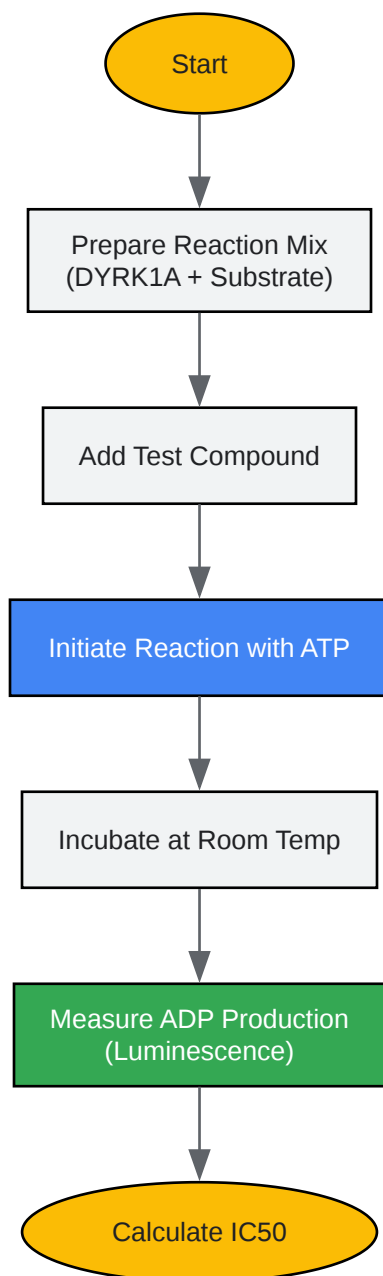 Start
Prepare Reaction Mix
(DYRK1A + Substrate)
Add Test Compound
Initiate Reaction with ATP
Incubate at Room Temp
Measure ADP Production
(Luminescence)
Calculate IC50